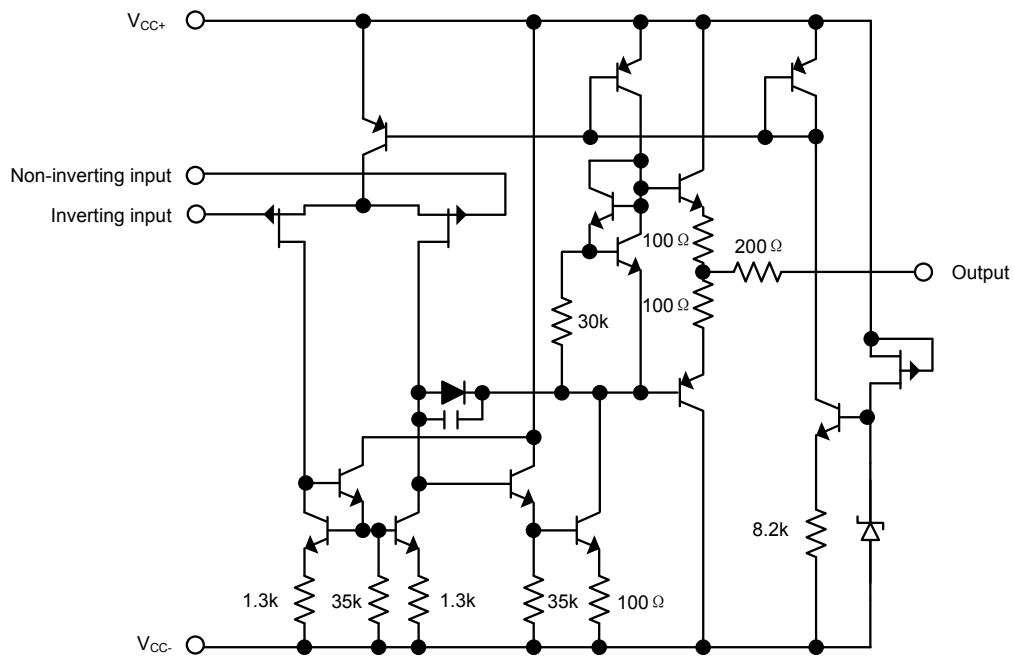 VCC+
Non-inverting input
Inverting input
100 Ω
200 Ω
Output
100 Ω
30k
8.2k
1.3k
35k
1.3k
35k
100 Ω
VCC-